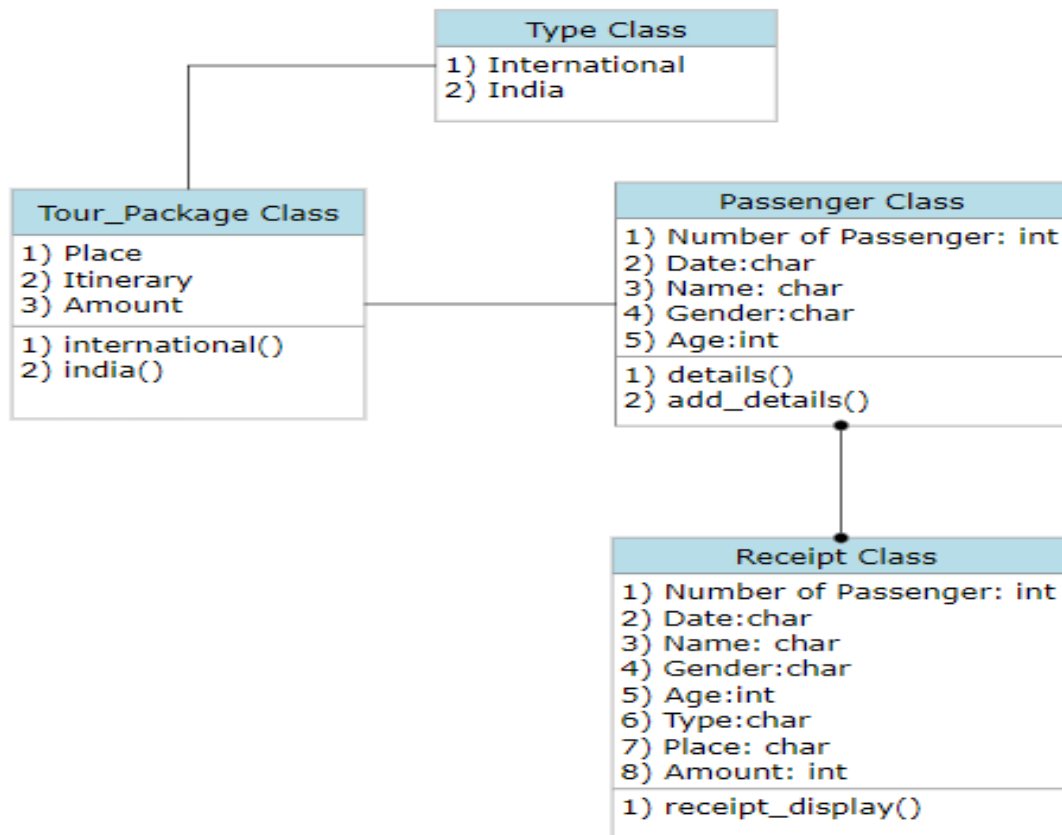 Type Class
1) International
2) India
Tour_Package Class
1) Place
2) Itinerary
3) Amount
1) international()
2) india()
Passenger Class
1) Number of Passenger: int
2) Date:char
3) Name: char
4) Gender:char
5) Age:int
1) details()
2) add_details()
Receipt Class
1) Number of Passenger: int
2) Date:char
3) Name: char
4) Gender:char
5) Age:int
6) Type:char
7) Place: char
8) Amount: int
1) receipt_display()